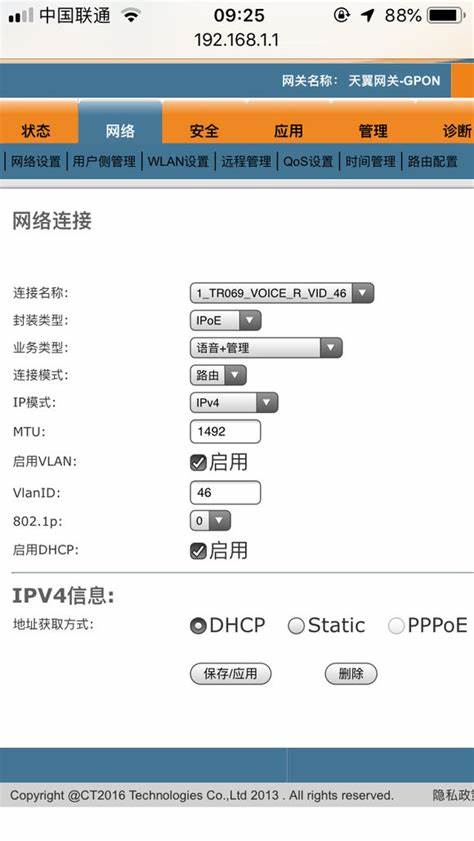 中国联通 09:25 88%
192.168.1.1
网关名称: 天翼网关-GPON
状态 网络 安全 应用 管理 诊断
网络设置 用户侧管理 WLAN设置 远程管理 QoS设置 时间管理 路由配置
网络连接
连接名称: 1_TR069_VOICE_R_VID_46
封装类型: IPoE
业务类型: 语音+管理
连接模式: 路由
IP模式: IPv4
MTU: 1492
启用VLAN: 启用
VlanID: 46
802.1p: 0
启用DHCP: 启用
IPV4信息:
地址获取方式: DHCP Static PPPoE
保存/应用 删除
Copyright @CT2016 Technologies Co.,Ltd 2013 . All rights reserved. 隐私政策